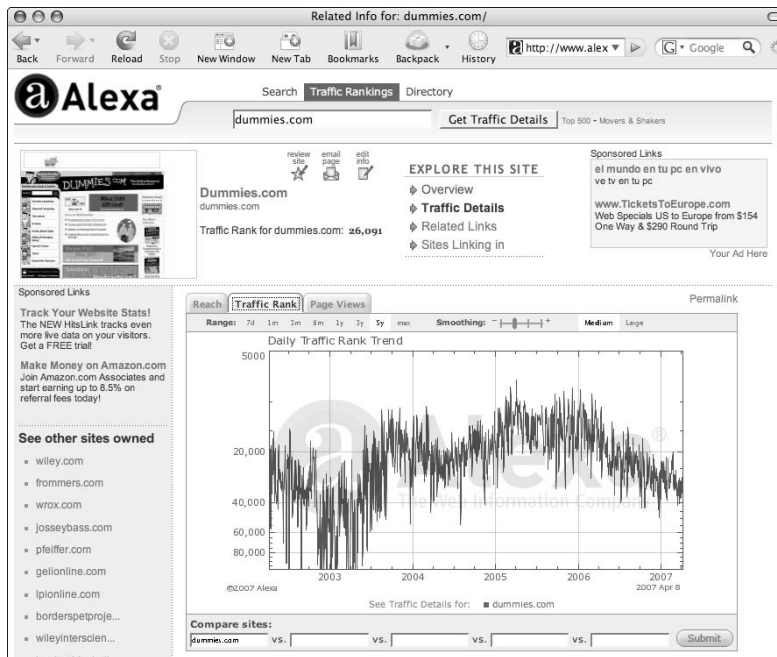 Related Info for: dummies.com/
Back Forward Reload Stop New Window New Tab Bookmarks Backpack History http://www.alex Google
a Alexa®
Search Traffic Rankings Directory
dummies.com Get Traffic Details Top 500 - Movers & Shakers
DUMMIES.COM
review site
email page
edit info
Dummies.com
dummies.com
Traffic Rank for dummies.com: 26,091
EXPLORE THIS SITE
Overview
Traffic Details
Related Links
Sites Linking in
Sponsored Links
el mundo en tu pc en vivo
ve tv en tu pc
www.TicketsToEurope.com
Web Specials US to Europe from $154
One Way & $290 Round Trip
Your Ad Here
Sponsored Links
Track Your Website Stats!
The NEW HitsLink tracks even
more live data on your visitors.
Get a FREE trial!
Make Money on Amazon.com
Join Amazon.com Associates and
start earning up to 8.5% on
referral fees today!
See other sites owned
wiley.com
frommers.com
wrox.com
josseybass.com
pfeiffer.com
gelionline.com
lpionline.com
borderspetproje...
wileyinterscien...
Reach Traffic Rank Page Views
Permalink
Range: 7d 1m 3m 6m 1y 3y 5y max Smoothing: - + Medium Large
Daily Traffic Rank Trend
5000
20,000
40,000
60,000
80,000
a Alexa®
The Web Information Company
2003 2004 2005 2006 2007
©2007 Alexa
2007 Apr 8
See Traffic Details for: dummies.com
Compare sites:
dummies.com vs. vs. vs. vs. Submit